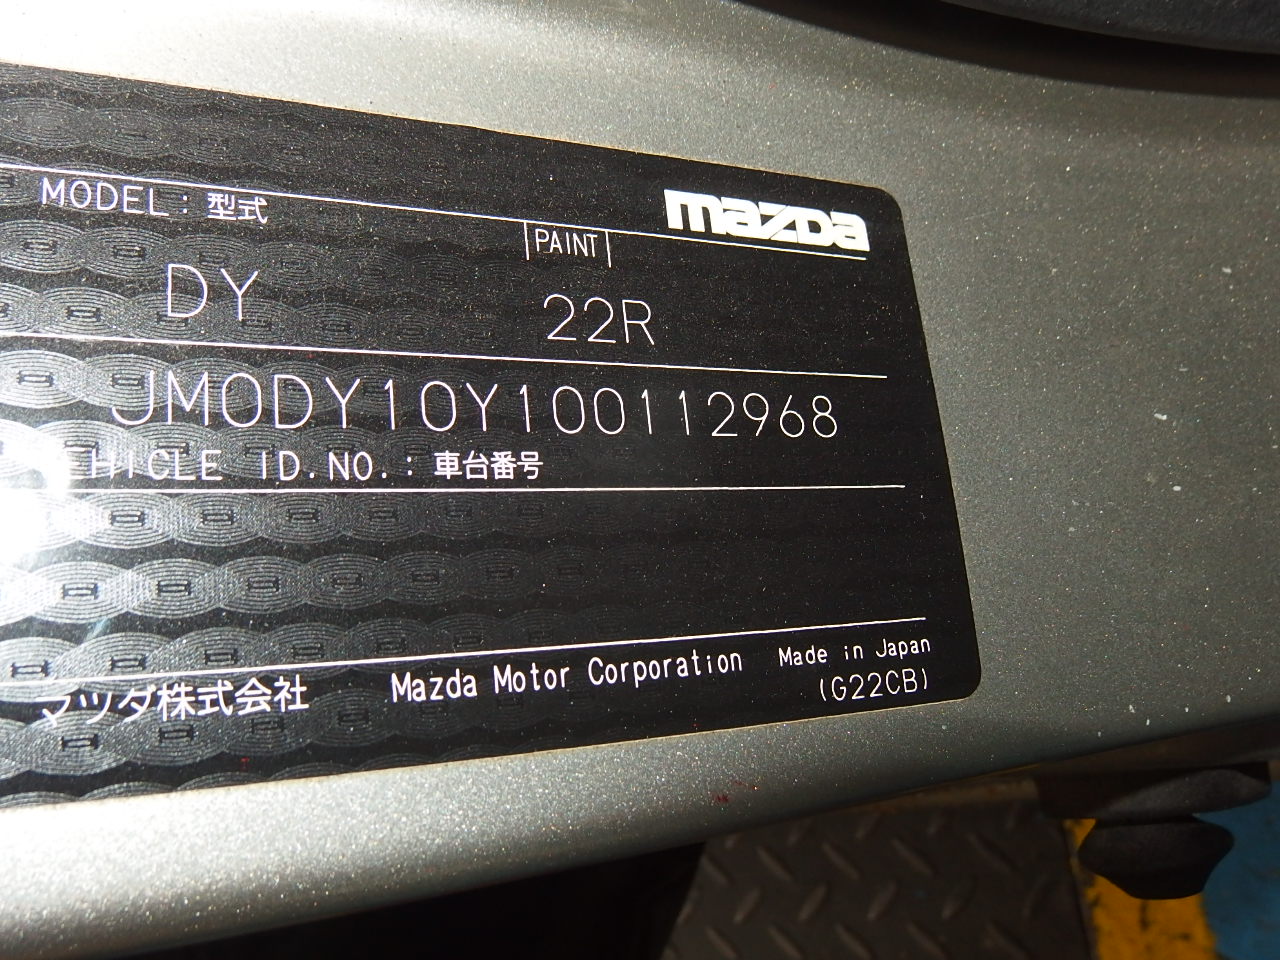 mazda
MODEL : 型式
PAINT
DY
22R
JM0DY10Y100112968
VEHICLE ID.NO. : 車台番号
マツダ株式会社 Mazda Motor Corporation Made in Japan
(G22CB)